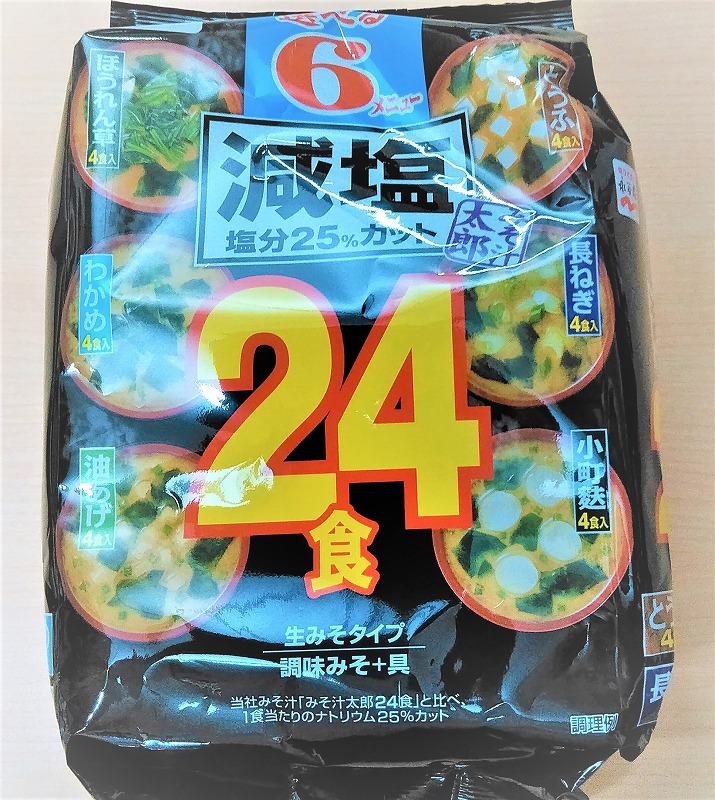 選べる
6
メニュー
減塩
塩分25%カット
みそ汁
太郎
ほうれん草
4食入
とうふ
4食入
わかめ
4食入
長ねぎ
4食入
油あげ
4食入
小町麩
4食入
24
食
生みそタイプ
調味みそ+具
当社みそ汁「みそ汁太郎24食」と比べ、
1食当たりのナトリウム25%カット
調理例